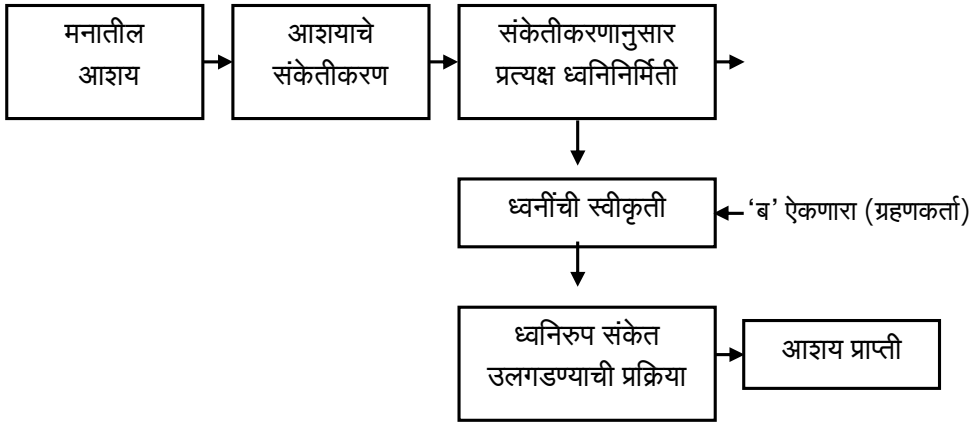 मनातील
आशय
आशयाचे
संकेतीकरण
संकेतीकरणानुसार
प्रत्यक्ष ध्वनिनिर्मिती
ध्वनींची स्वीकृती
‘ब’ ऐकणारा (ग्रहणकर्ता)
ध्वनिरुप संकेत
उलगडण्याची प्रक्रिया
आशय प्राप्ती